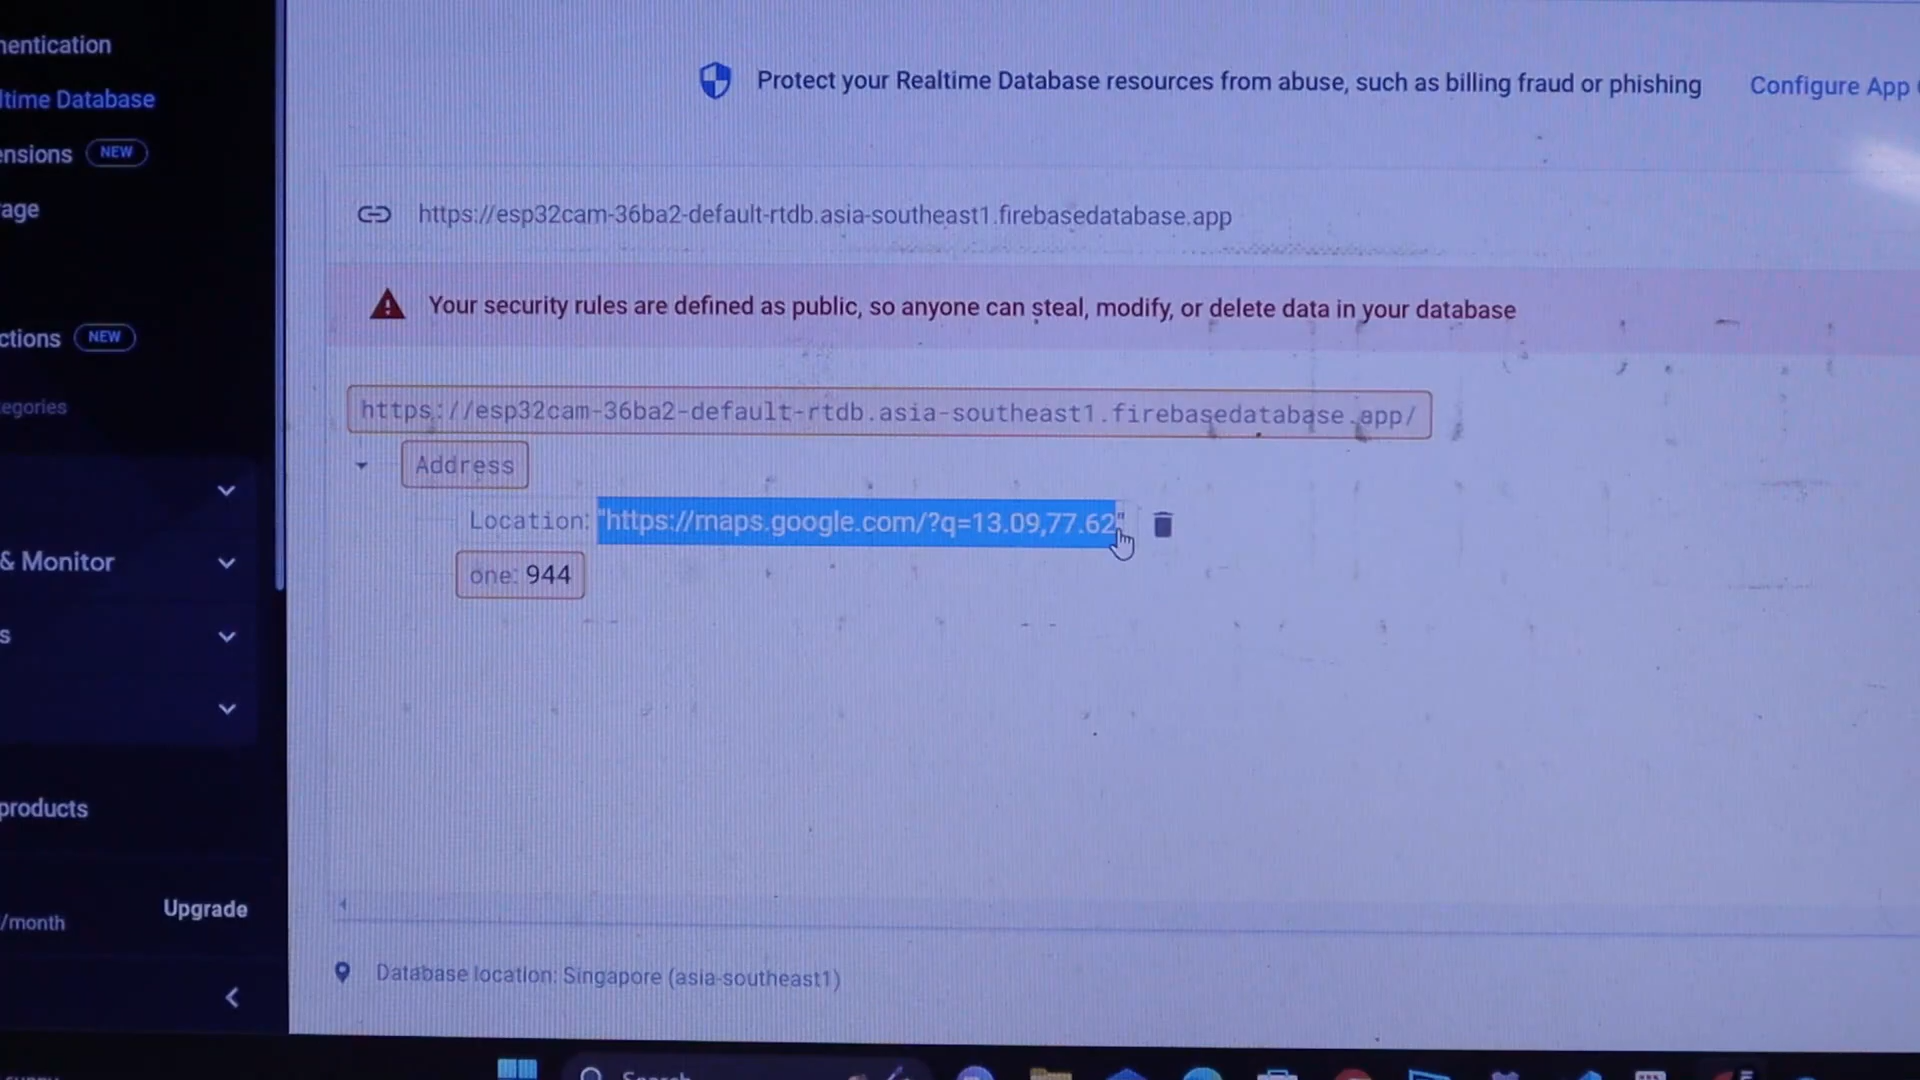 nentication
ltime Database
ensions NEW
rage
ctions NEW
egories
& Monitor
s
products
/month Upgrade
Protect your Realtime Database resources from abuse, such as billing fraud or phishing Configure App
https://esp32cam-36ba2-default-rtdb.asia-southeast1.firebasedatabase.app
Your security rules are defined as public, so anyone can steal, modify, or delete data in your database
https://esp32cam-36ba2-default-rtdb.asia-southeast1.firebasedatabase.app/
Address
Location: "https://maps.google.com/?q=13.09,77.62"
one: 944
Database location: Singapore (asia-southeast1)
Search